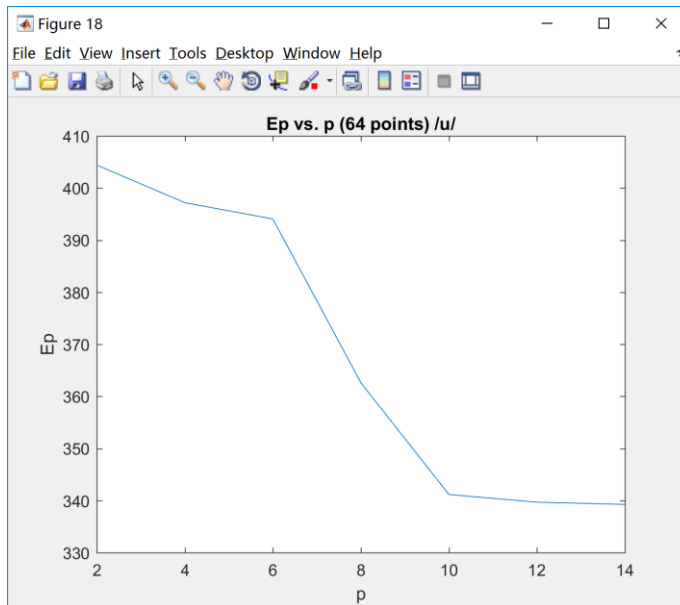 Figure 18
File Edit View Insert Tools Desktop Window Help
Ep vs. p (64 points) /u/
410
400
390
380
370
360
350
340
330
Ep
2 4 6 8 10 12 14
p